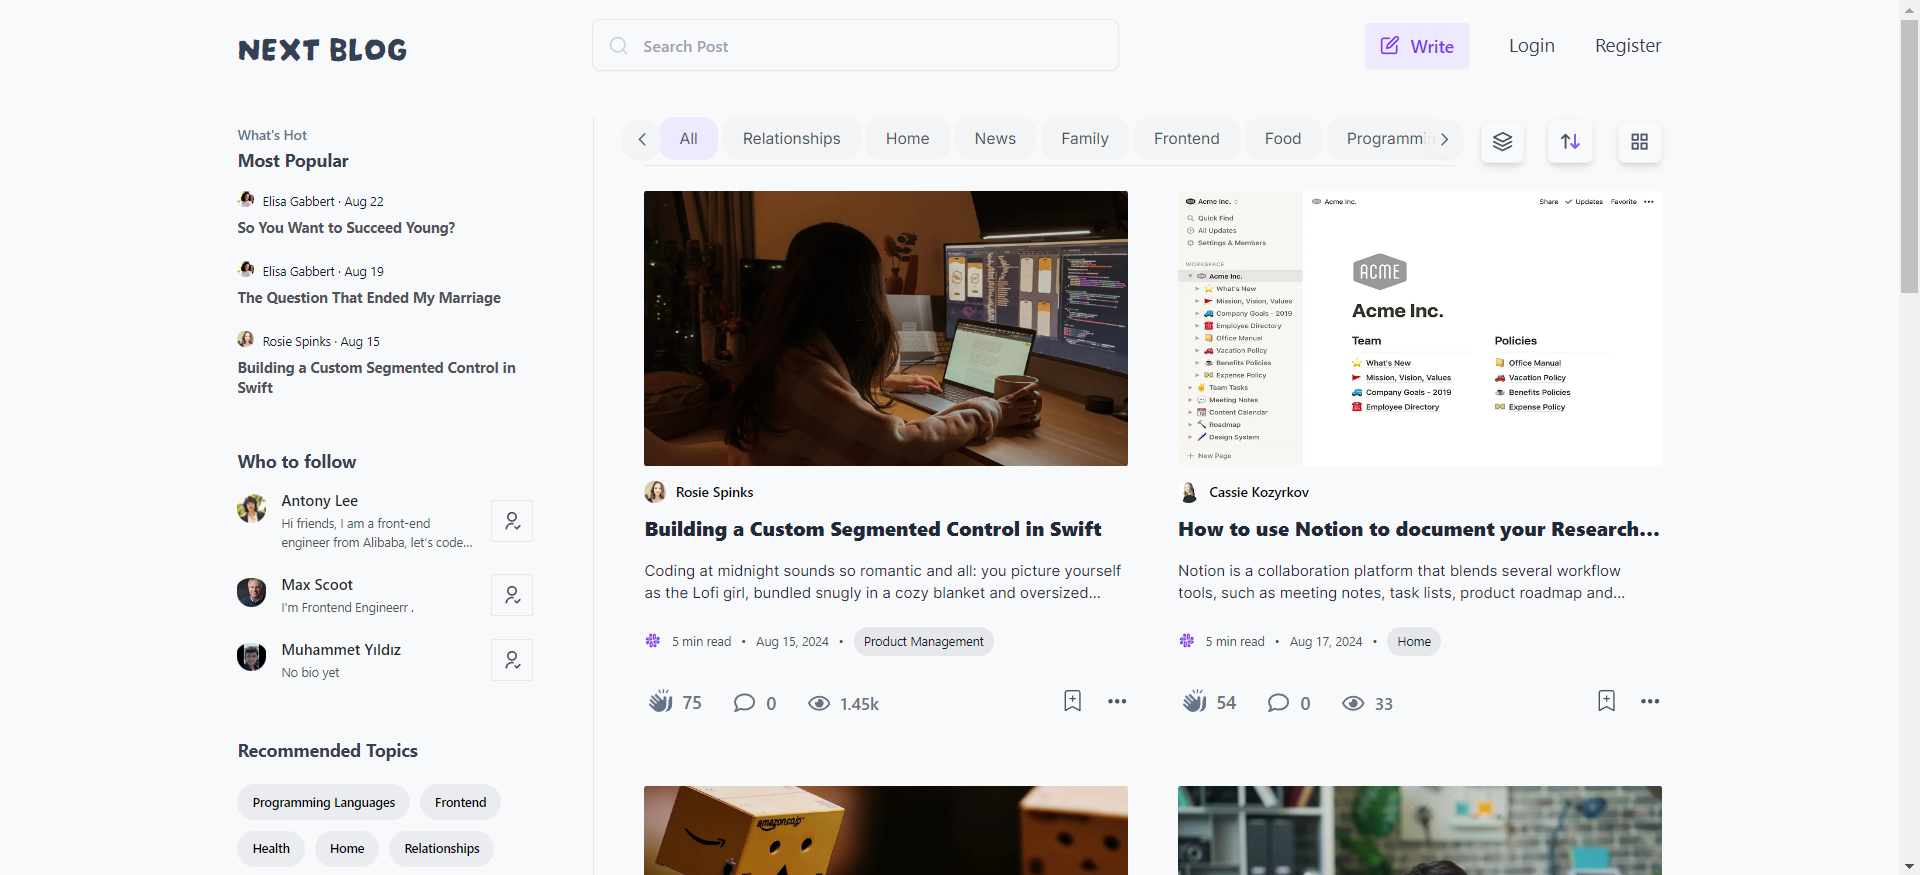 NEXT BLOG
Search Post
Write
Login
Register
What's Hot
Most Popular
Elisa Gabbert · Aug 22
So You Want to Succeed Young?
Elisa Gabbert · Aug 19
The Question That Ended My Marriage
Rosie Spinks · Aug 15
Building a Custom Segmented Control in
Swift
Who to follow
Antony Lee
Hi friends, I am a front-end
engineer from Alibaba, let's code...
Max Scoot
I'm Frontend Engineerr .
Muhammet Yıldız
No bio yet
Recommended Topics
Programming Languages
Frontend
Health
Home
Relationships
All
Relationships
Home
News
Family
Frontend
Food
Programmin
Rosie Spinks
Building a Custom Segmented Control in Swift
Coding at midnight sounds so romantic and all: you picture yourself
as the Lofi girl, bundled snugly in a cozy blanket and oversized...
5 min read • Aug 15, 2024 • Product Management
75
0
1.45k
Acme Inc.
Quick Find
All Updates
Settings & Members
WORKSPACE
Acme Inc.
What's New
Mission, Vision, Values
Company Goals - 2019
Employee Directory
Office Manual
Vacation Policy
Benefits Policies
Expense Policy
Team Tasks
Meeting Notes
Content Calendar
Roadmap
Design System
New Page
Acme Inc.
Share
Updates
Favorite
ACME
Acme Inc.
Team
What's New
Mission, Vision, Values
Company Goals - 2019
Employee Directory
Policies
Office Manual
Vacation Policy
Benefits Policies
Expense Policy
Cassie Kozyrkov
How to use Notion to document your Research...
Notion is a collaboration platform that blends several workflow
tools, such as meeting notes, task lists, product roadmap and...
5 min read • Aug 17, 2024 • Home
54
0
33
amazon.co.jp